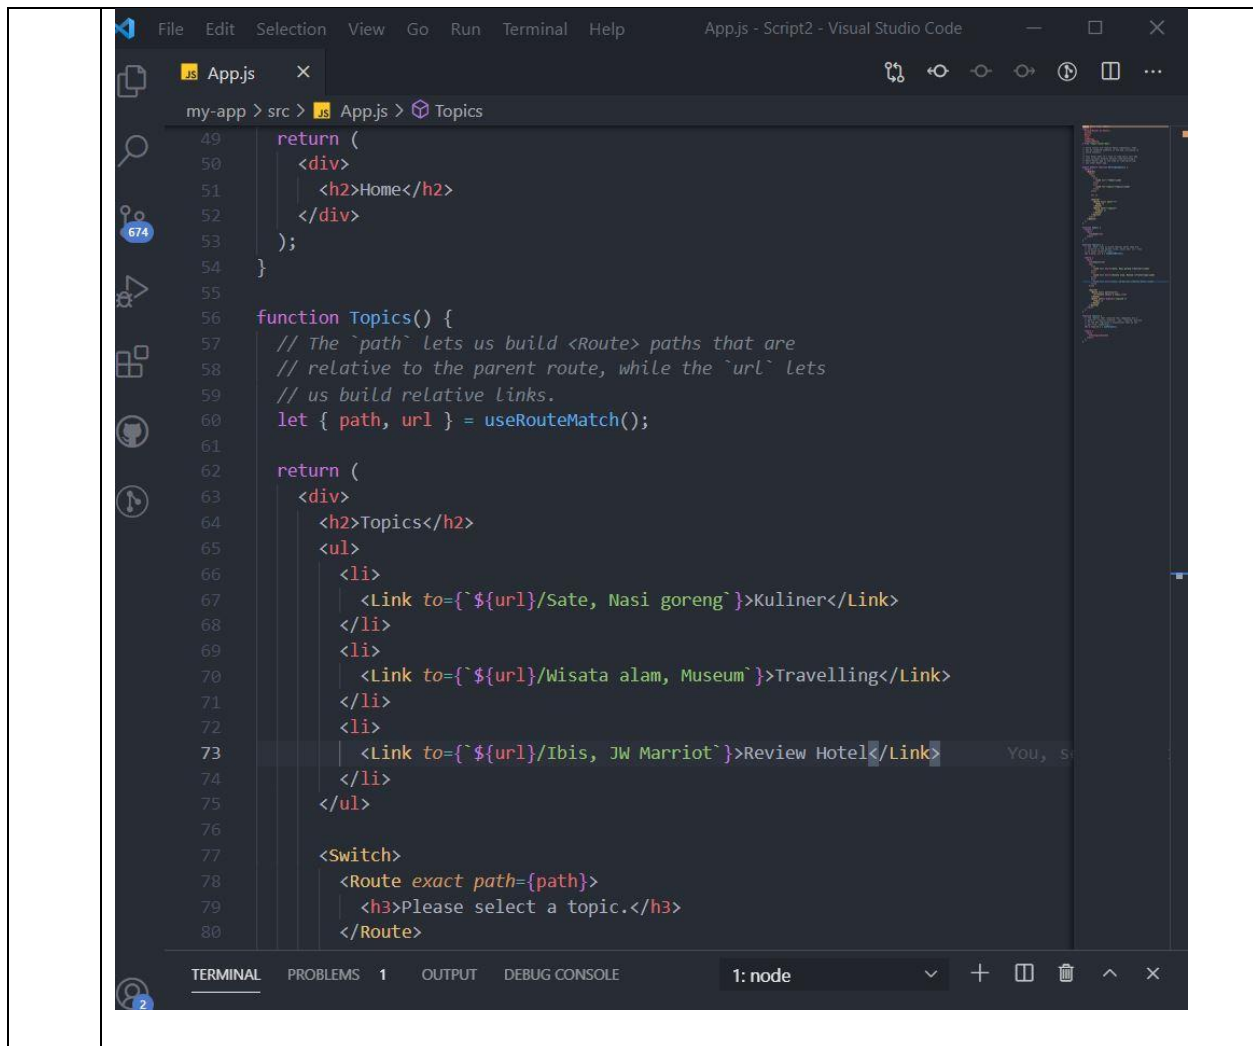 File Edit Selection View Go Run Terminal Help App.js - Script2 - Visual Studio Code
JS App.js
my-app > src > JS App.js > Topics
49 return (
50 <div>
51 <h2>Home</h2>
52 </div>
53 );
54 }
55
56 function Topics() {
57 // The `path` lets us build <Route> paths that are
58 // relative to the parent route, while the `url` lets
59 // us build relative links.
60 let { path, url } = useRouteMatch();
61
62 return (
63 <div>
64 <h2>Topics</h2>
65 <ul>
66 <li>
67 <Link to={`${url}/Sate, Nasi goreng`}>Kuliner</Link>
68 </li>
69 <li>
70 <Link to={`${url}/Wisata alam, Museum`}>Travelling</Link>
71 </li>
72 <li>
73 <Link to={`${url}/Ibis, JW Marriot`}>Review Hotel</Link> You, s
74 </li>
75 </ul>
76
77 <Switch>
78 <Route exact path={path}>
79 <h3>Please select a topic.</h3>
80 </Route>
674
TERMINAL PROBLEMS 1 OUTPUT DEBUG CONSOLE 1: node
2